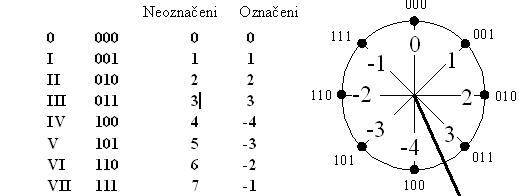 Neoznačeni Označeni
0 000 0 0
I 001 1 1
II 010 2 2
III 011 3 3
IV 100 4 -4
V 101 5 -3
VI 110 6 -2
VII 111 7 -1
000
111 001
0
-1 1
110 -2 2 010
-3 3
-4
101 011
100